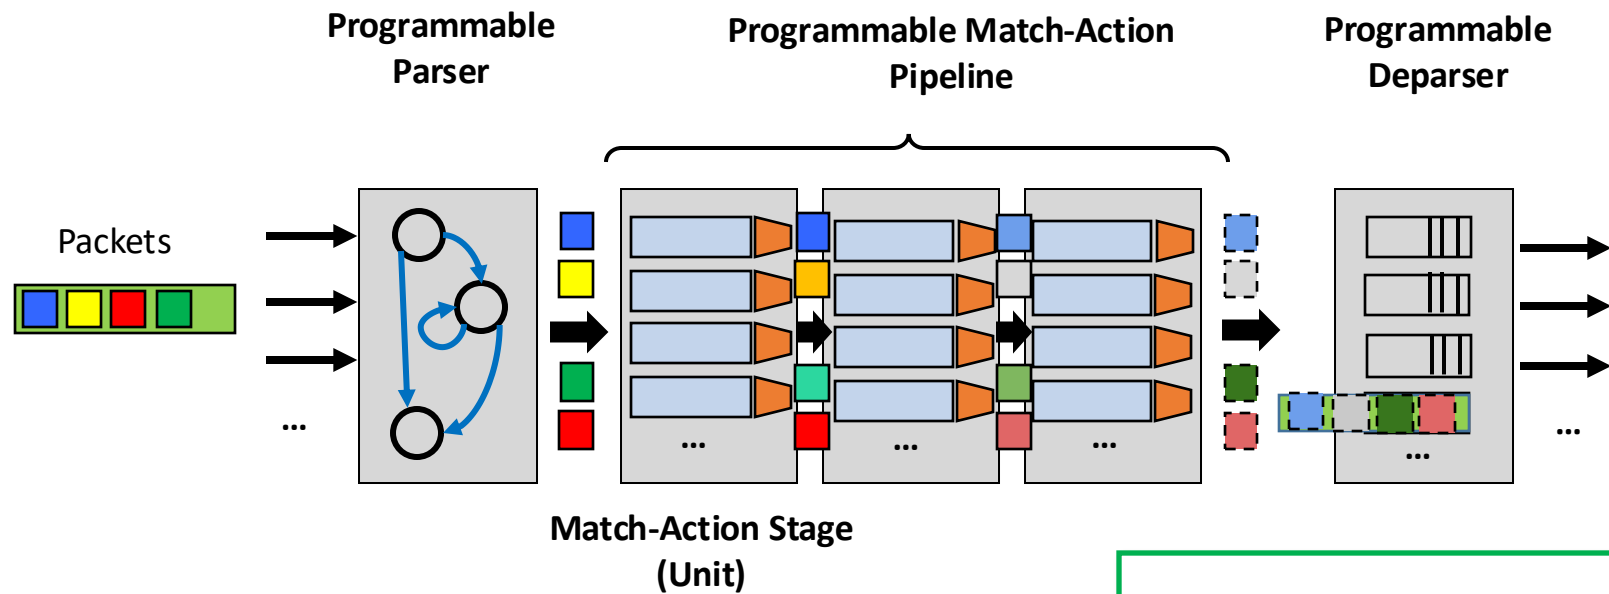 Programmable
Parser
Programmable Match-Action
Pipeline
Programmable
Deparser
Packets
...
...
...
...
...
...
Match-Action Stage
(Unit)